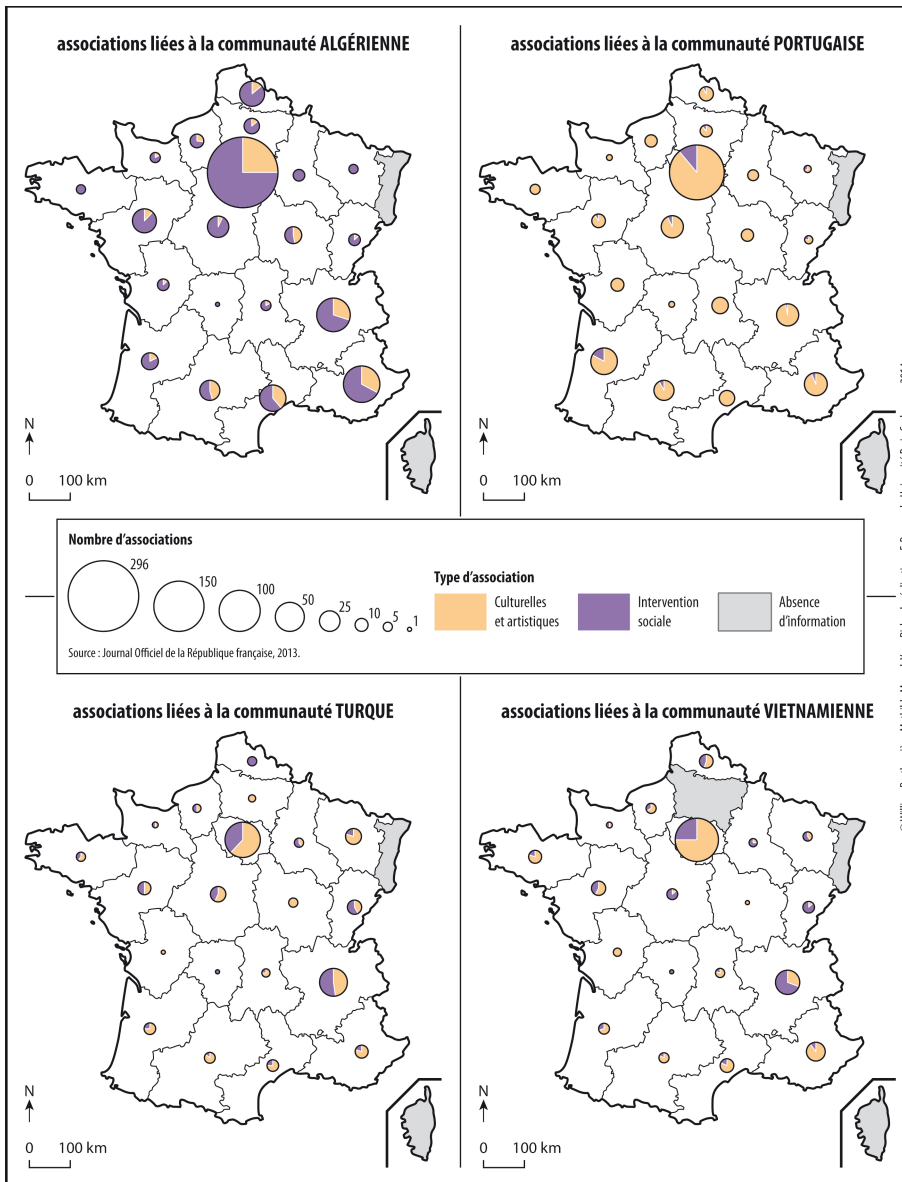 associations liées à la communauté ALGÉRIENNE
associations liées à la communauté PORTUGAISE
N
0 100 km
N
0 100 km
Nombre d'associations
296
150
100
50
25
10
5
1
Source : Journal Officiel de la République française, 2013.
Type d'association
Culturelles
et artistiques
Intervention
sociale
Absence
d'information
associations liées à la communauté TURQUE
associations liées à la communauté VIETNAMIENNE
N
0 100 km
N
0 100 km